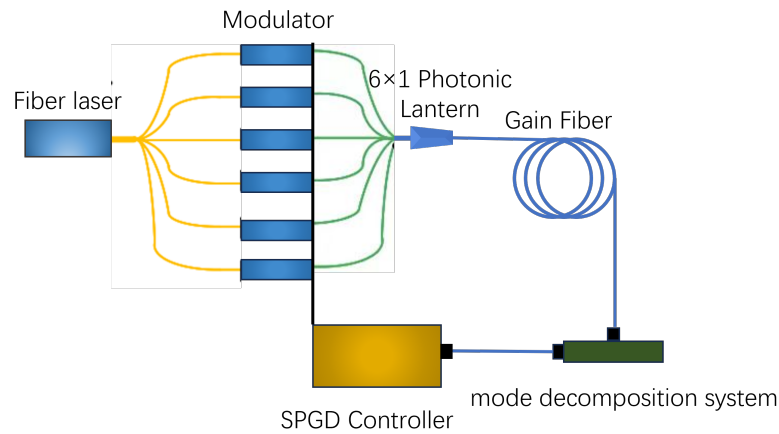 Modulator
Fiber laser
6×1 Photonic
Lantern
Gain Fiber
mode decomposition system
SPGD Controller